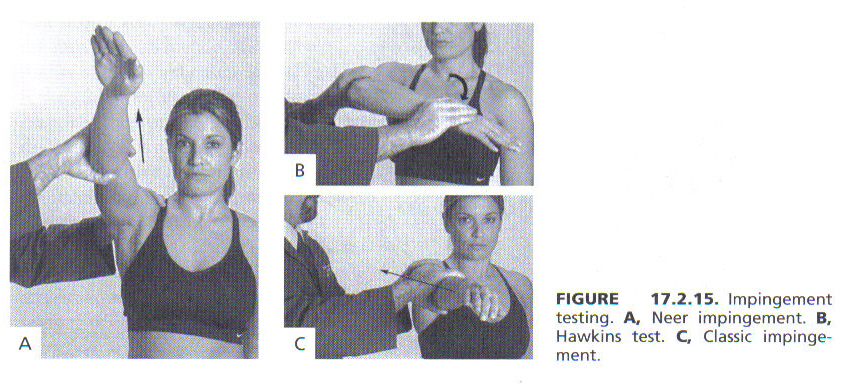 A
B
C
FIGURE 17.2.15. Impingement
testing. A, Neer impingement. B,
Hawkins test. C, Classic impinge-
ment.